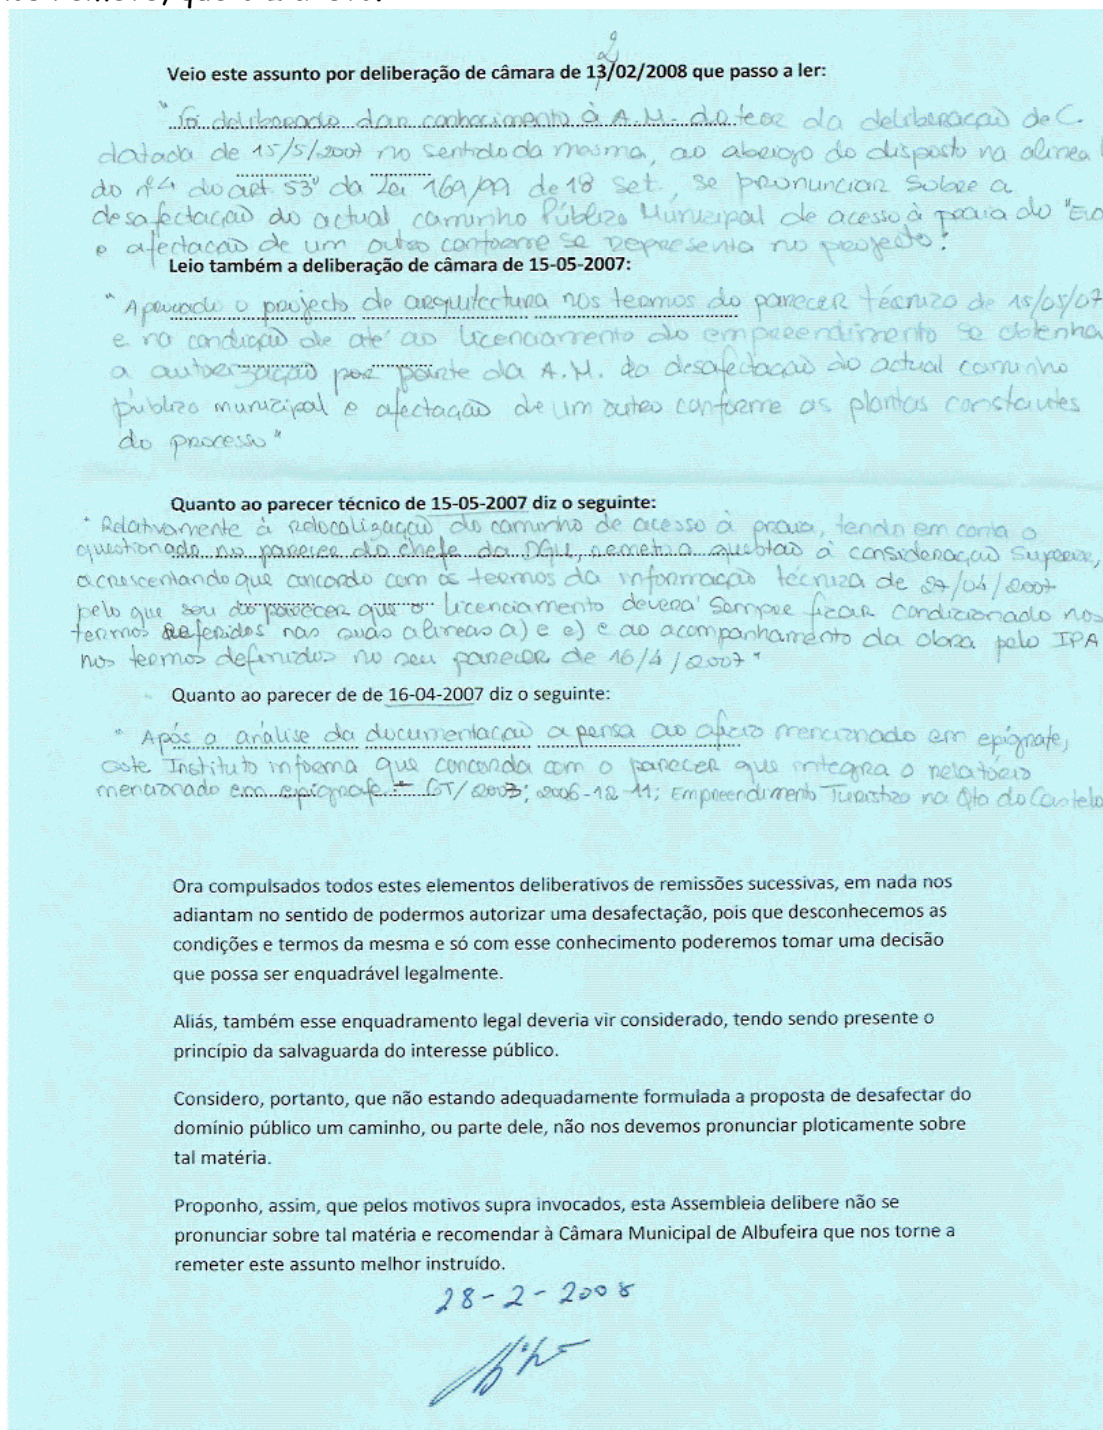 Veio este assunto por deliberação de câmara de 12/02/2008 que passo a ler:
"foi deliberado dar conhecimento à A.M. do teor da deliberação de C.
datada de 15/5/2007 no sentido da mesma, ao abrigo do disposto na alinea
do nº4 do art. 53º da Lei 169/99 de 18 Set., se pronunciar sobre a
desafectação do actual caminho Público Municipal de acesso à praia do "Evo
e afectação de um outro conforme se representa no projecto".
Leio também a deliberação de câmara de 15-05-2007:
"Aprovado o projecto de arquitectura nos termos do parecer técnico de 15/05/07
e na condição de até ao licenciamento do empreendimento se obtenha
a autorização por parte da A.M. da desafectação do actual caminho
público municipal e afectação de um outro conforme as plantas constantes
do processo"
Quanto ao parecer técnico de 15-05-2007 diz o seguinte:
"Relativamente à relocalização do caminho de acesso à praia, tendo em conta o
questionado no parecer do chefe da DGU, remeto a questão à consideração Superior,
acrescentando que concordo com os termos da informação técnica de 27/04/2007
pelo que sou do parecer que o licenciamento deverá sempre ficar condicionado nos
termos Referidos nas suas alineas a) e e) e ao acompanhamento da obra pelo IPA
nos termos definidos no seu parecer de 16/4/2007"
Quanto ao parecer de de 16-04-2007 diz o seguinte:
"Após a análise da documentação apensa ao oficio mencionado em epígrafe,
este Instituto informa que concorda com o parecer que integra o relatório
mencionado em epígrafe - GT/2003; 2006-12-11; Empreendimento Turistico na Qta do Castelo
Ora compulsados todos estes elementos deliberativos de remissões sucessivas, em nada nos
adiantam no sentido de podermos autorizar uma desafectação, pois que desconhecemos as
condições e termos da mesma e só com esse conhecimento poderemos tomar uma decisão
que possa ser enquadrável legalmente.
Aliás, também esse enquadramento legal deveria vir considerado, tendo sendo presente o
princípio da salvaguarda do interesse público.
Considero, portanto, que não estando adequadamente formulada a proposta de desafectar do
domínio público um caminho, ou parte dele, não nos devemos pronunciar ploticamente sobre
tal matéria.
Proponho, assim, que pelos motivos supra invocados, esta Assembleia delibere não se
pronunciar sobre tal matéria e recomendar à Câmara Municipal de Albufeira que nos torne a
remeter este assunto melhor instruído.
28-2-2008